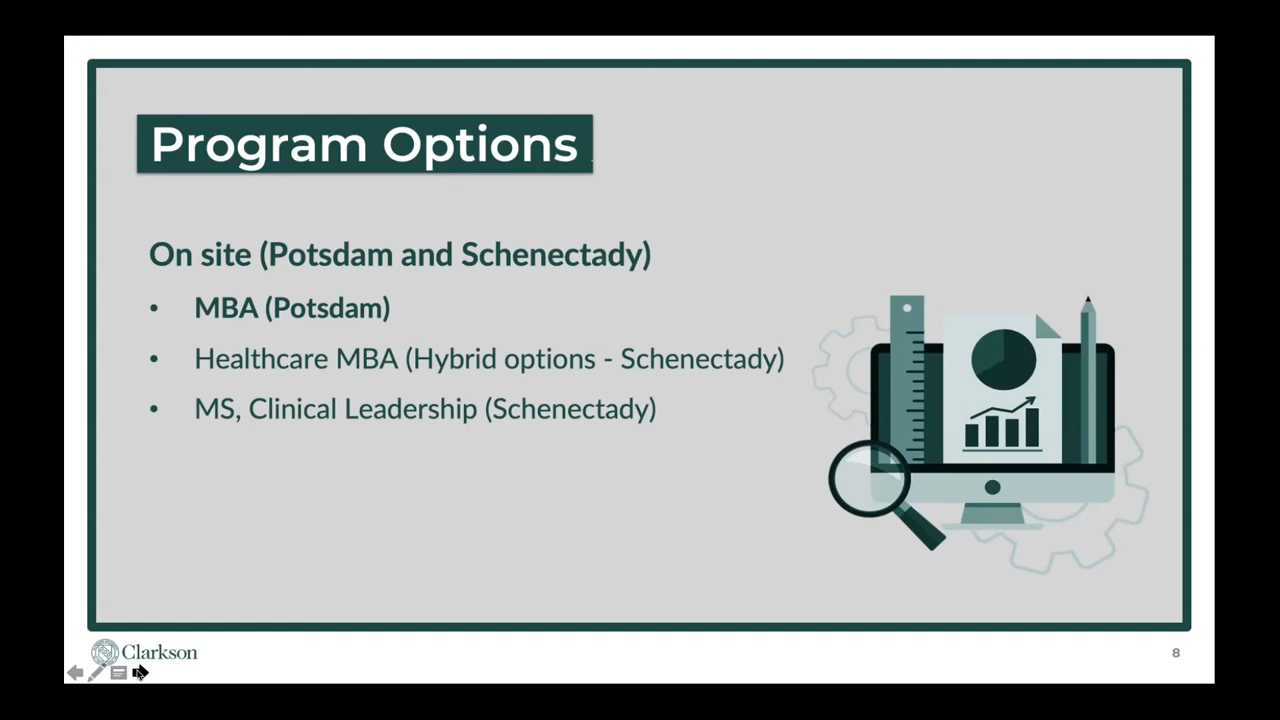 Program Options
On site (Potsdam and Schenectady)
• MBA (Potsdam)
• Healthcare MBA (Hybrid options - Schenectady)
• MS, Clinical Leadership (Schenectady)
Clarkson
8